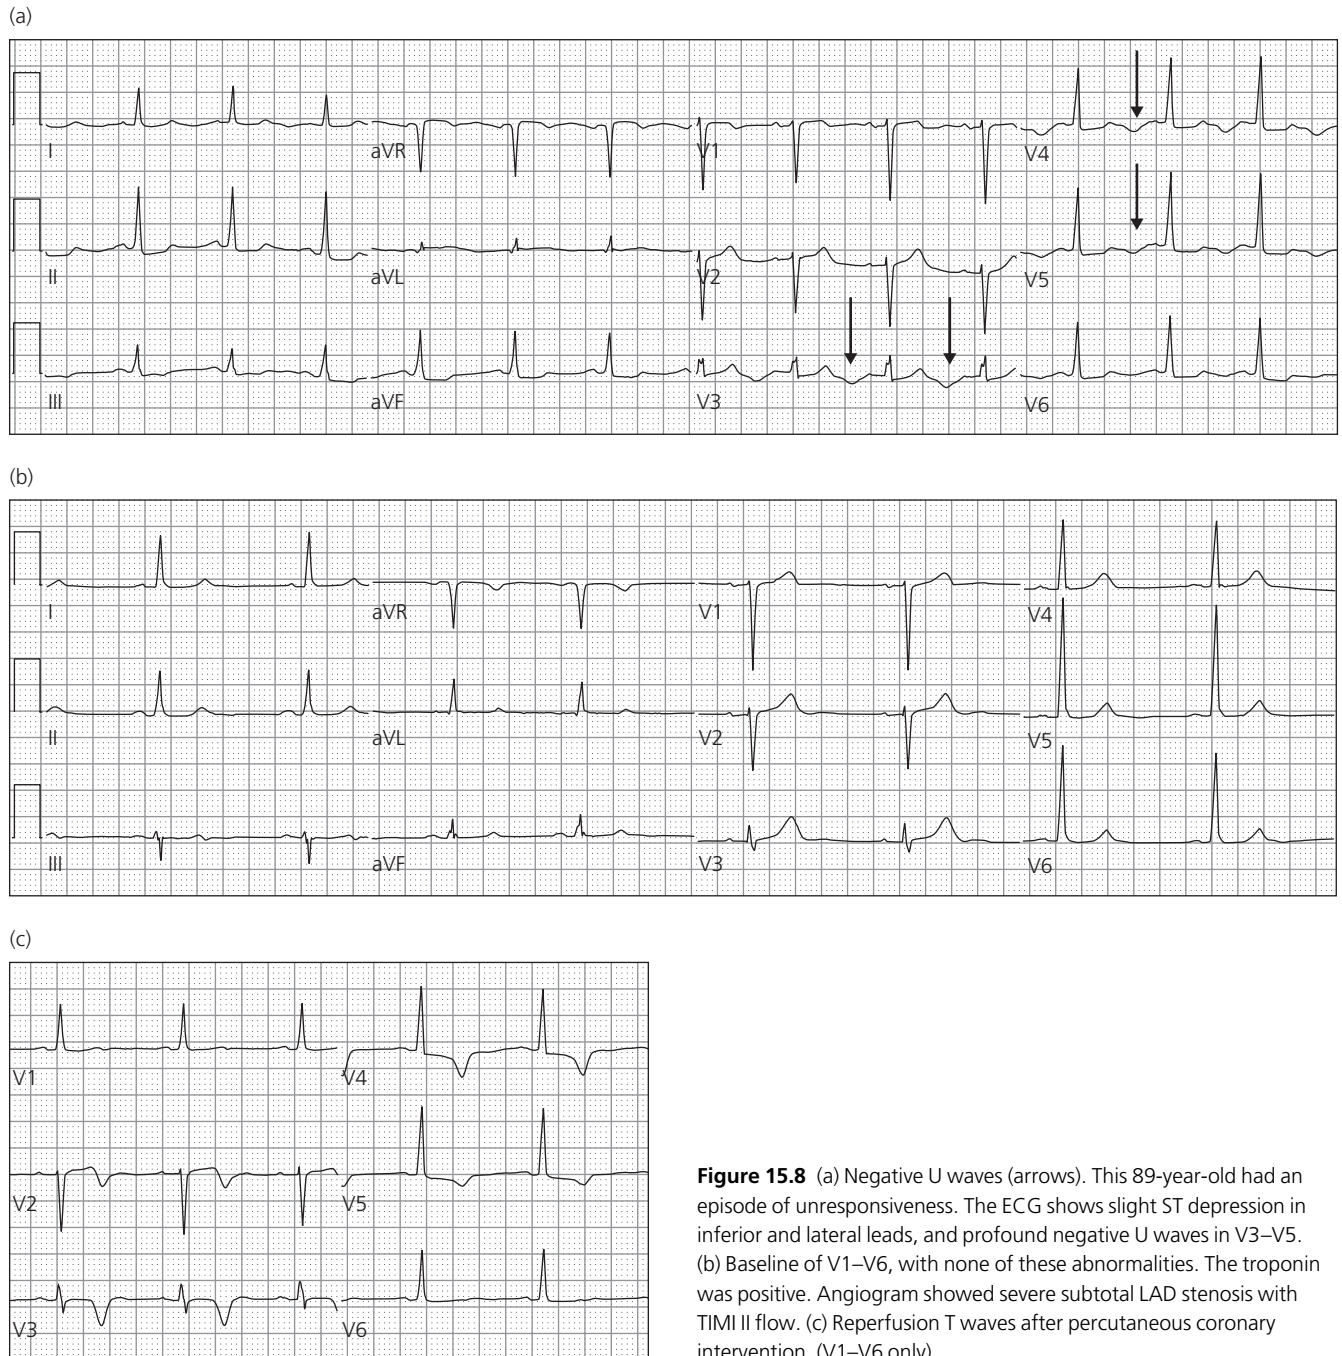 (a)
I
aVR
V1
V4
II
aVL
V2
V5
III
aVF
V3
V6
(b)
I
aVR
V1
V4
II
aVL
V2
V5
III
aVF
V3
V6
(c)
V1
V4
V2
V5
V3
V6
Figure 15.8 (a) Negative U waves (arrows). This 89-year-old had an
episode of unresponsiveness. The ECG shows slight ST depression in
inferior and lateral leads, and profound negative U waves in V3–V5.
(b) Baseline of V1–V6, with none of these abnormalities. The troponin
was positive. Angiogram showed severe subtotal LAD stenosis with
TIMI II flow. (c) Reperfusion T waves after percutaneous coronary
intervention. (V1–V6 only)